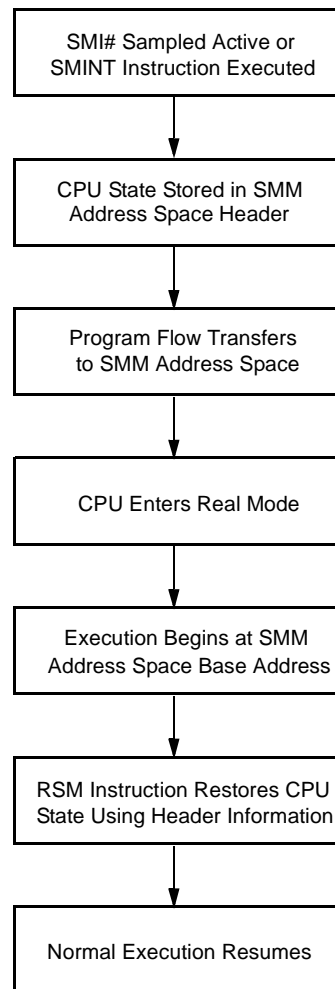 SMI# Sampled Active or
SMINT Instruction Executed
CPU State Stored in SMM
Address Space Header
Program Flow Transfers
to SMM Address Space
CPU Enters Real Mode
Execution Begins at SMM
Address Space Base Address
RSM Instruction Restores CPU
State Using Header Information
Normal Execution Resumes